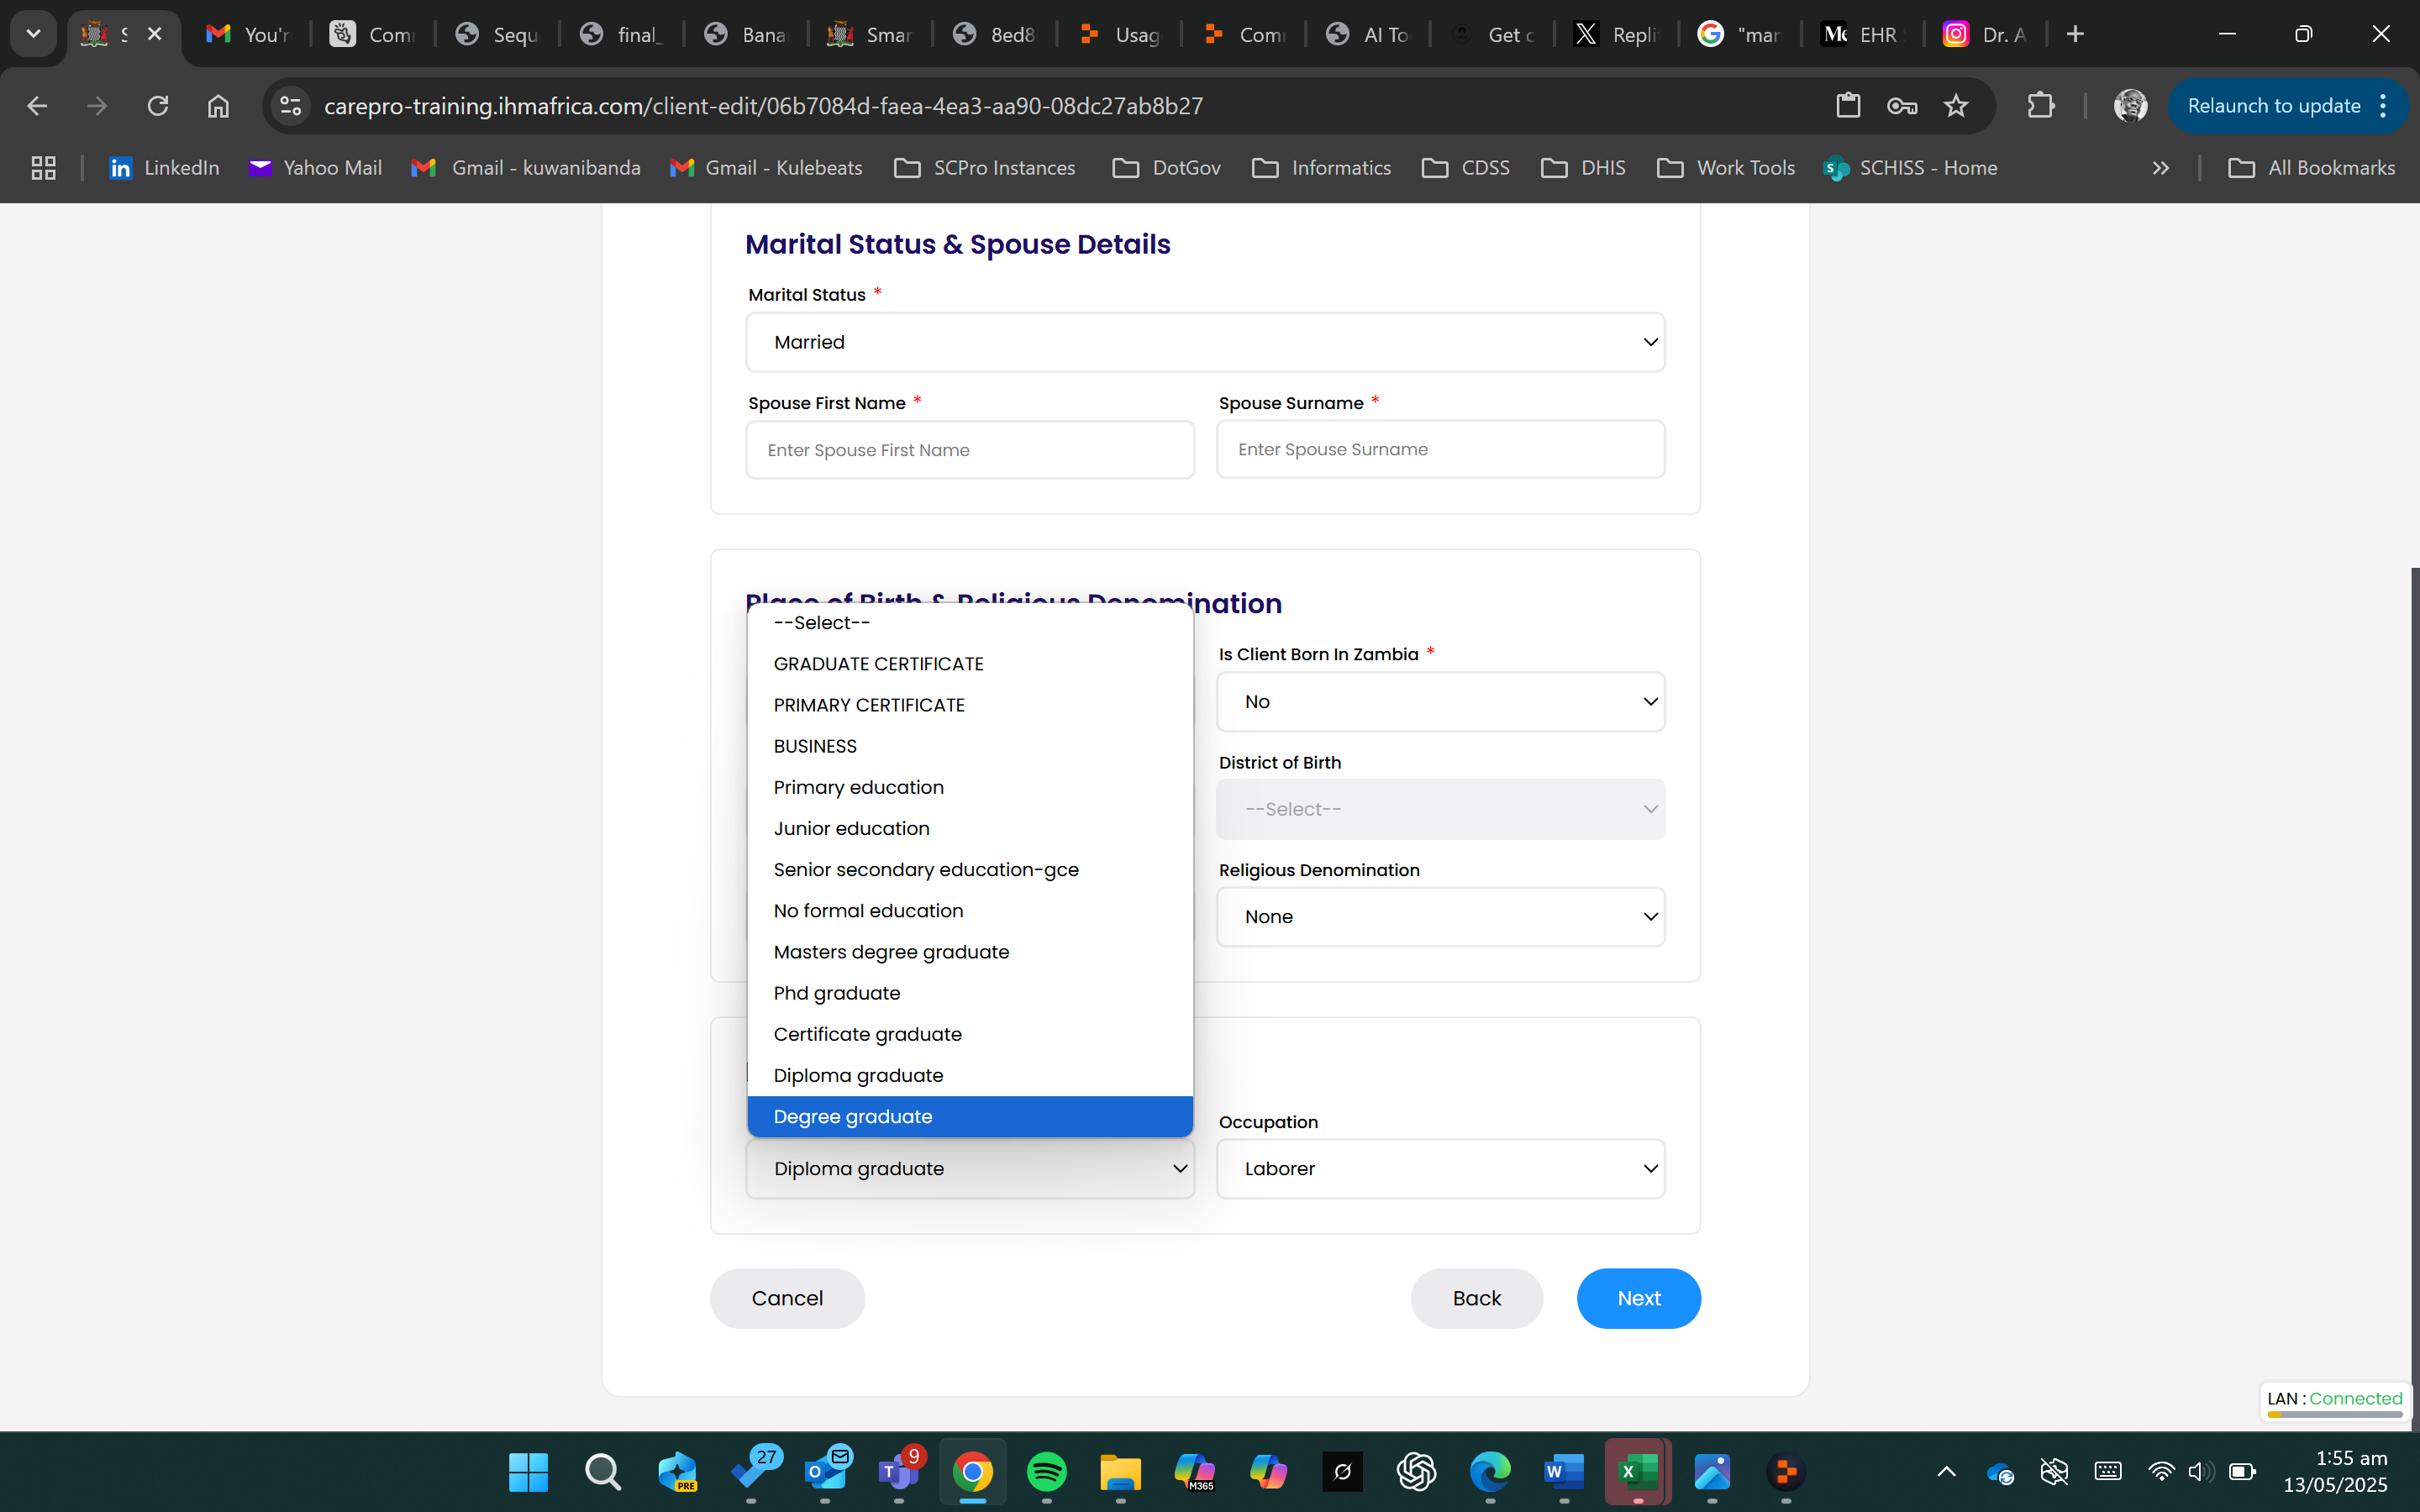 S
You'r
Com
Sequ
final_
Bana
Smar
8ed8
Usag
Com
AI To
Get c
Repli
"mar
EHR
Dr. A
carepro-training.ihmafrica.com/client-edit/06b7084d-faea-4ea3-aa90-08dc27ab8b27
Relaunch to update
LinkedIn
Yahoo Mail
Gmail - kuwanibanda
Gmail - Kulebeats
SCPro Instances
DotGov
Informatics
CDSS
DHIS
Work Tools
SCHISS - Home
All Bookmarks
Marital Status & Spouse Details
Marital Status *
Married
Spouse First Name *
Spouse Surname *
Enter Spouse First Name
Enter Spouse Surname
Place of Birth & Religious Denomination
--Select--
GRADUATE CERTIFICATE
PRIMARY CERTIFICATE
BUSINESS
Primary education
Junior education
Senior secondary education-gce
No formal education
Masters degree graduate
Phd graduate
Certificate graduate
Diploma graduate
Degree graduate
Diploma graduate
Is Client Born In Zambia *
No
District of Birth
--Select--
Religious Denomination
None
Occupation
Laborer
Cancel
Back
Next
LAN : Connected
PRE
27
9
M365
1:55 am
13/05/2025